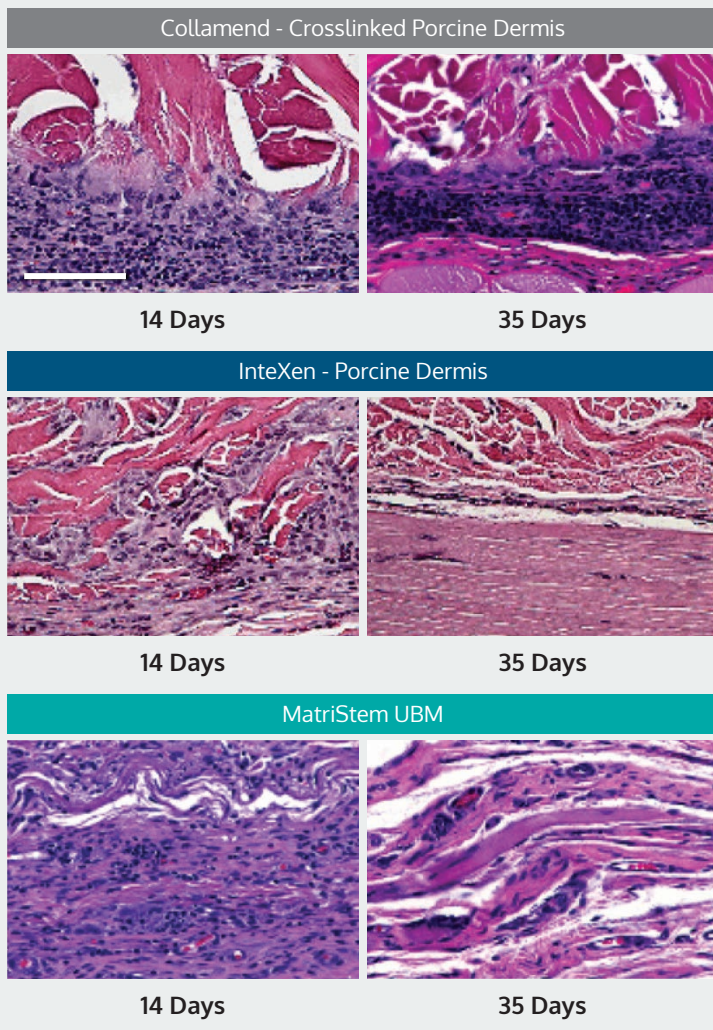 Collamend - Crosslinked Porcine Dermis
14 Days 35 Days
InteXen - Porcine Dermis
14 Days 35 Days
MatriStem UBM
14 Days 35 Days